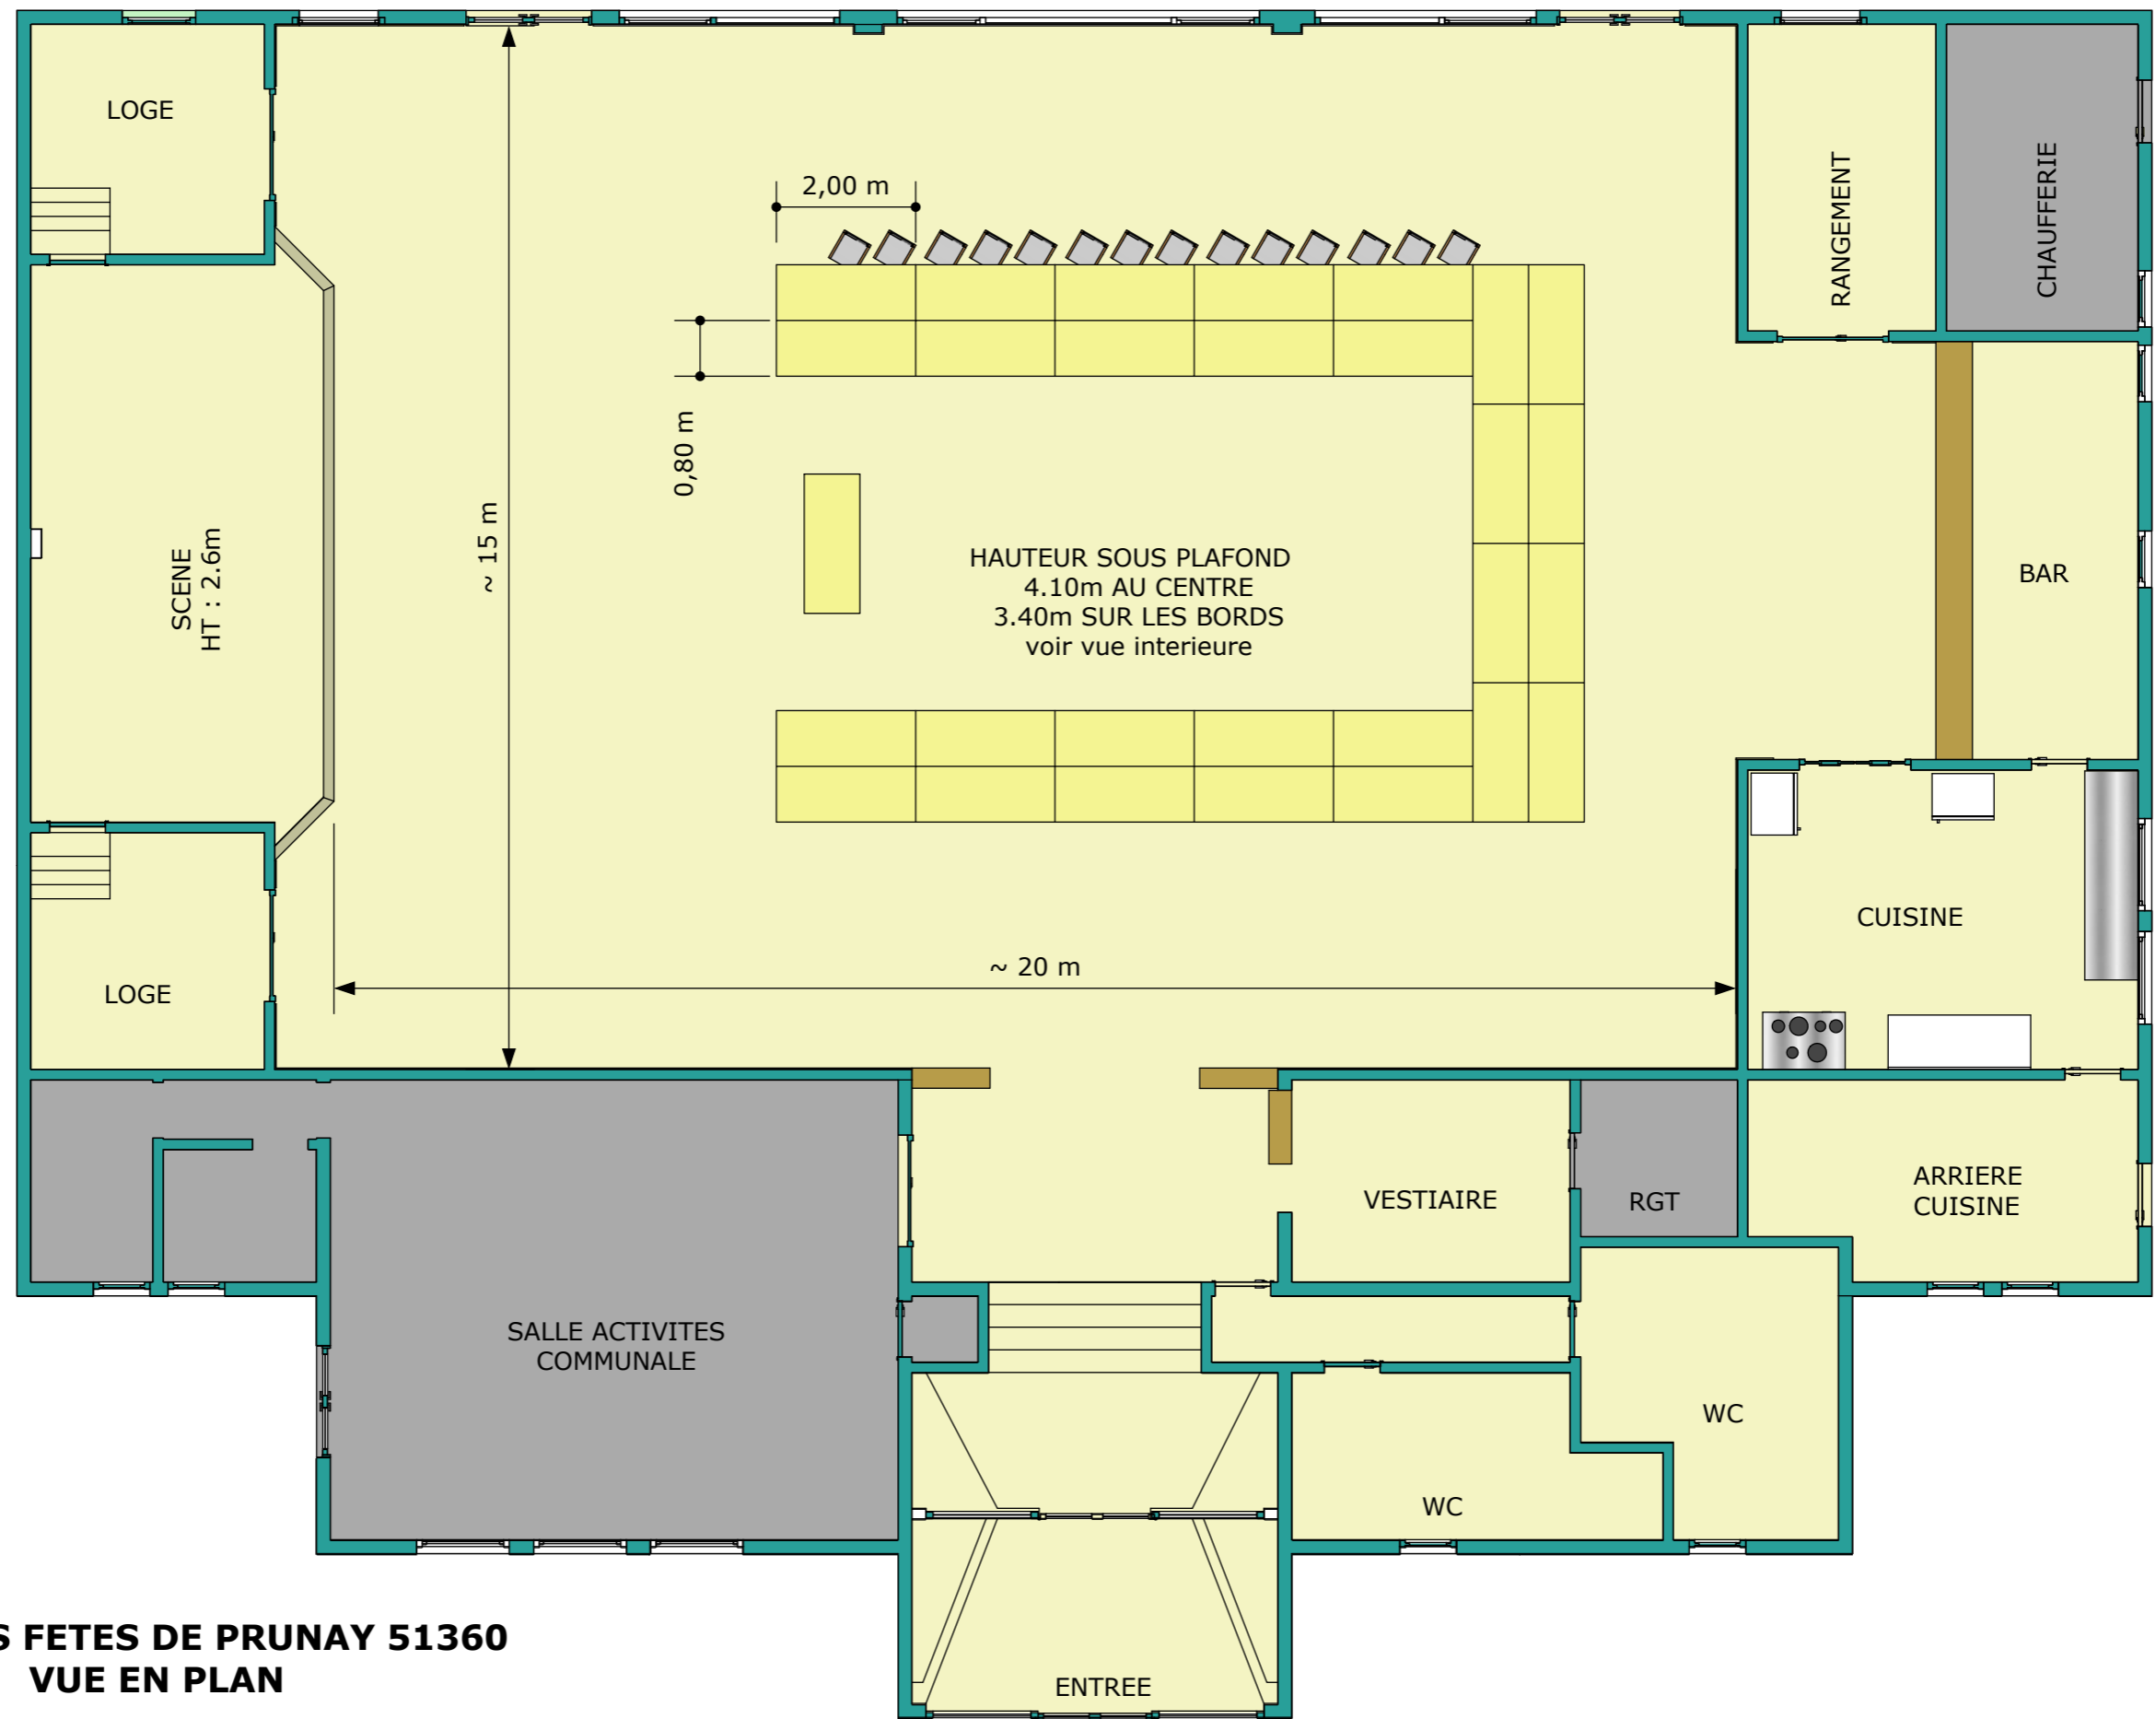 LOGE
2,00 m
RANGEMENT
CHAUFFERIE
0,80 m
~ 15 m
SCENE
HT : 2.6m
HAUTEUR SOUS PLAFOND
4.10m AU CENTRE
3.40m SUR LES BORDS
voir vue interieure
BAR
CUISINE
~ 20 m
LOGE
VESTIAIRE
RGT
ARRIERE
CUISINE
SALLE ACTIVITES
COMMUNALE
WC
WC
ENTREE
S FETES DE PRUNAY 51360
VUE EN PLAN